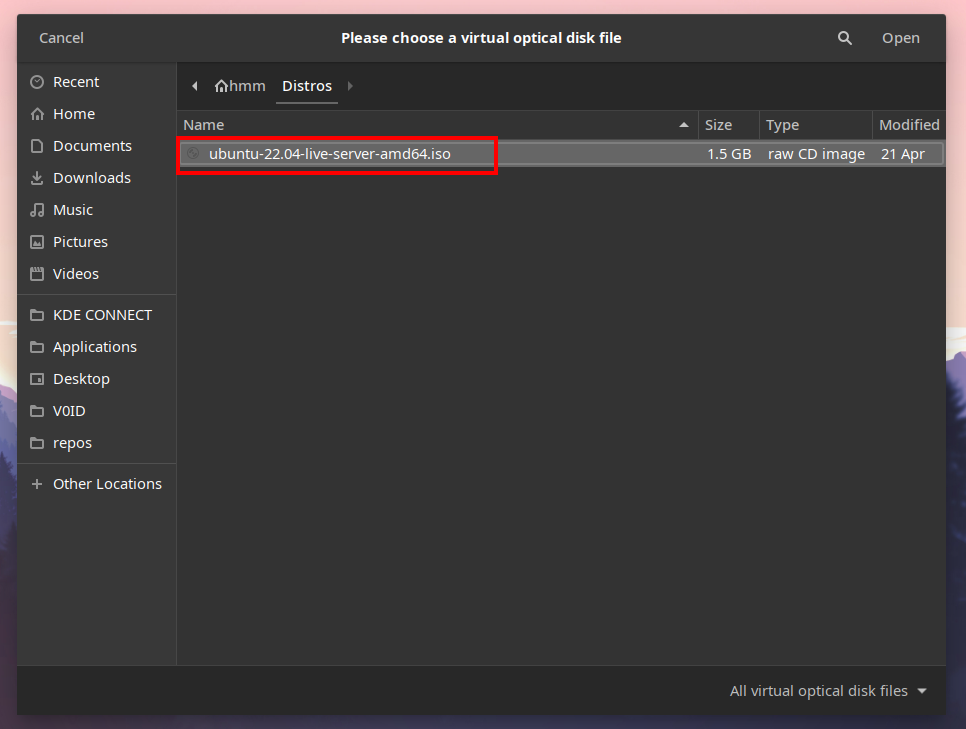 Cancel Please choose a virtual optical disk file Open
Recent
Home
Documents
Downloads
Music
Pictures
Videos
KDE CONNECT
Applications
Desktop
V0ID
repos
Other Locations
hmm Distros
Name Size Type Modified
ubuntu-22.04-live-server-amd64.iso 1.5 GB raw CD image 21 Apr
All virtual optical disk files